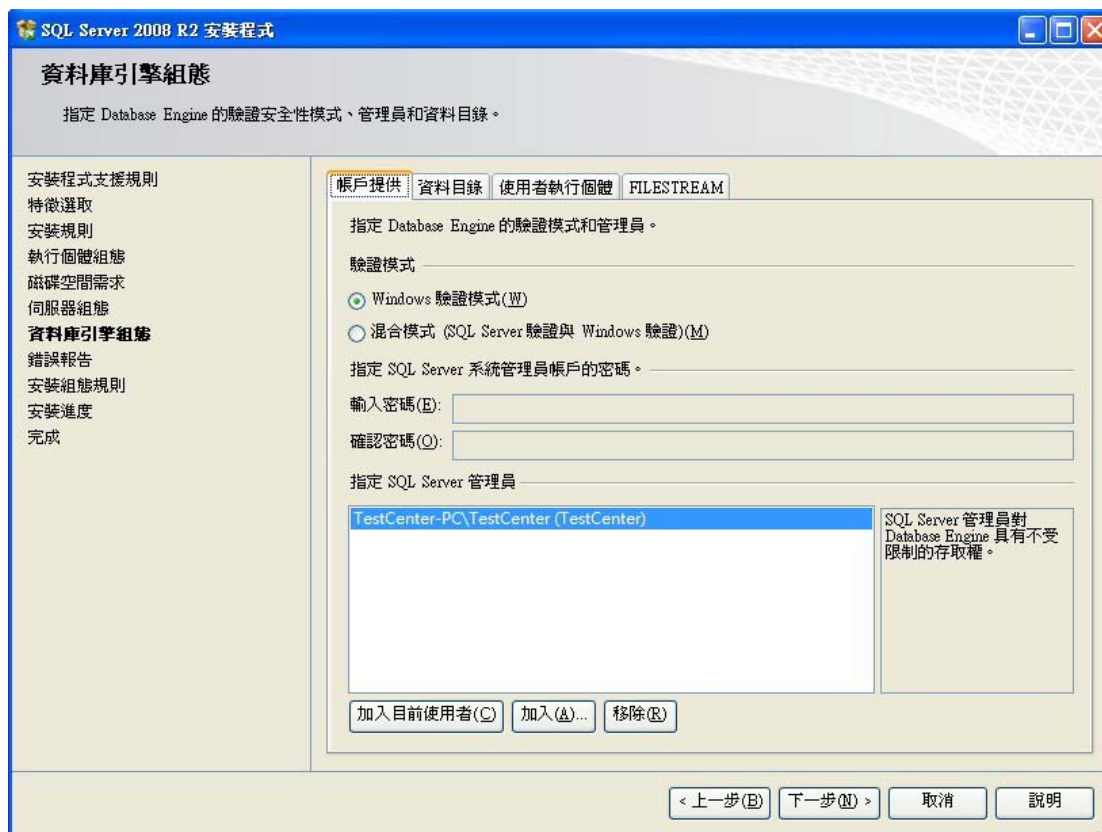 SQL Server 2008 R2 安裝程式
資料庫引擎組態
指定 Database Engine 的驗證安全性模式、管理員和資料目錄。
安裝程式支援規則
特徵選取
安裝規則
執行個體組態
磁碟空間需求
伺服器組態
資料庫引擎組態
錯誤報告
安裝組態規則
安裝進度
完成
帳戶提供 資料目錄 使用者執行個體 FILESTREAM
指定 Database Engine 的驗證模式和管理員。
驗證模式
Windows 驗證模式(W)
混合模式 (SQL Server 驗證與 Windows 驗證)(M)
指定 SQL Server 系統管理員帳戶的密碼。
輸入密碼(E):
確認密碼(O):
指定 SQL Server 管理員
TestCenter-PC\TestCenter (TestCenter)
SQL Server 管理員對
Database Engine 具有不受
限制的存取權。
加入目前使用者(C) 加入(A)... 移除(R)
< 上一步(B) 下一步(N) > 取消 說明